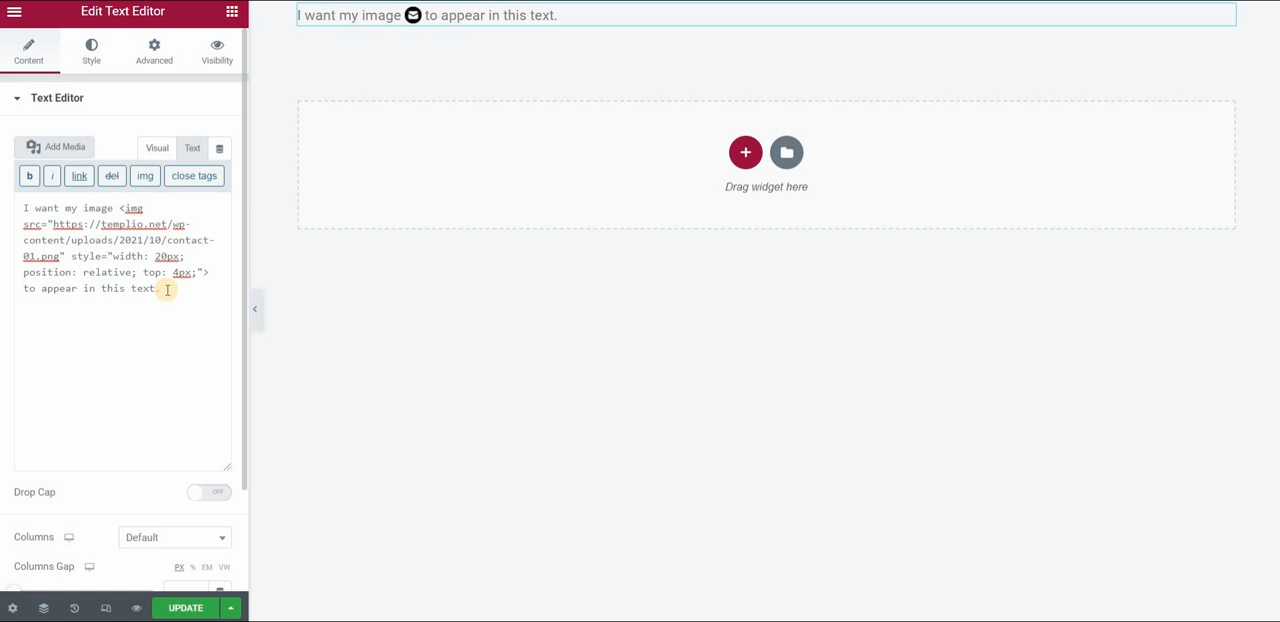 Edit Text Editor
Content
Style
Advanced
Visibility
Text Editor
Add Media
Visual
Text
b
i
link
del
img
close tags
I want my image <img
src="https://templio.net/wp-
content/uploads/2021/10/contact-
01.png" style="width: 20px;
position: relative; top: 4px;">
to appear in this text.
Drop Cap
OFF
Columns
Default
Columns Gap
PX % EM VW
UPDATE
I want my image to appear in this text.
Drag widget here